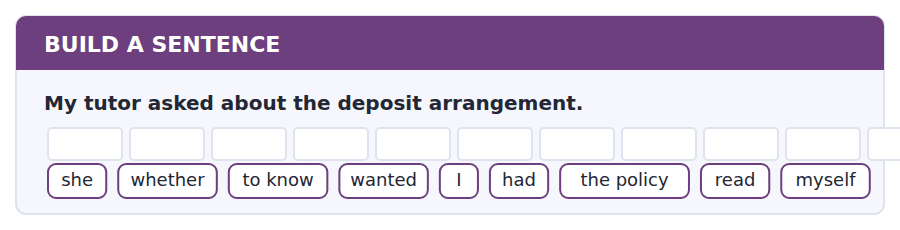 BUILD A SENTENCE
My tutor asked about the deposit arrangement.
she whether to know wanted I had the policy read myself